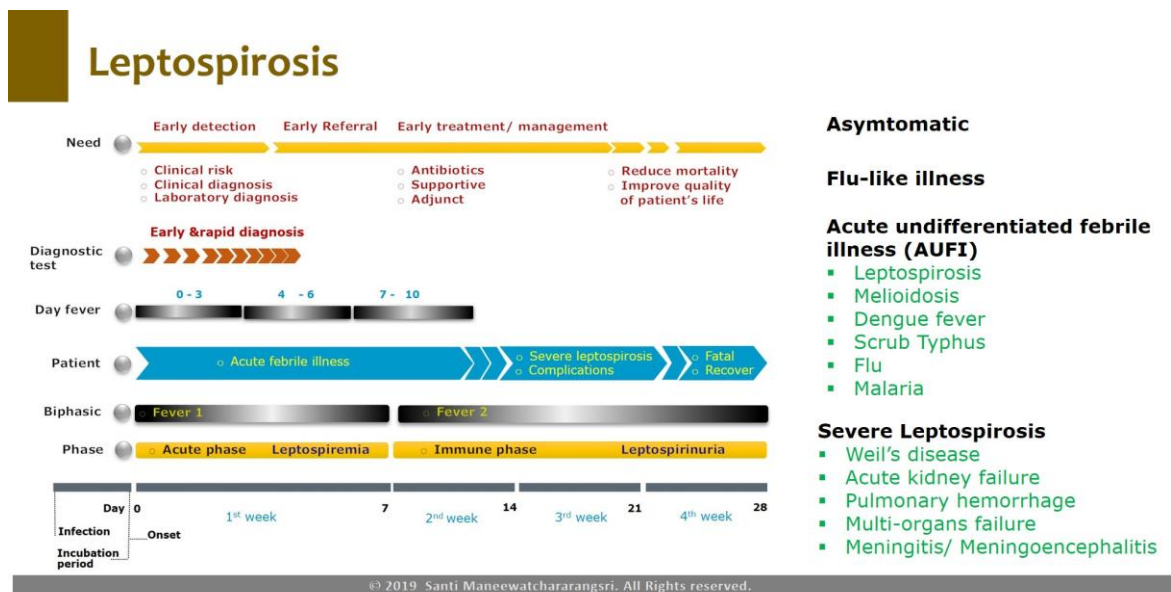 Leptospirosis
Need
Early detection
Early Referral
Early treatment/ management
○ Clinical risk
○ Clinical diagnosis
○ Laboratory diagnosis
○ Antibiotics
○ Supportive
○ Adjunct
○ Reduce mortality
○ Improve quality
of patient's life
Early &rapid diagnosis
Diagnostic
test
Day fever
0 - 3
4 - 6
7 - 10
Patient
○ Acute febrile illness
○ Severe leptospirosis
○ Complications
○ Fatal
○ Recover
Biphasic
○ Fever 1
○ Fever 2
Phase
○ Acute phase
Leptospiremia
○ Immune phase
Leptospirinuria
Day 0
7
14
21
28
1st week
2nd week
3rd week
4th week
Infection
Onset
Incubation
period
Asymtomatic
Flu-like illness
Acute undifferentiated febrile
illness (AUFI)
▪ Leptospirosis
▪ Melioidosis
▪ Dengue fever
▪ Scrub Typhus
▪ Flu
▪ Malaria
Severe Leptospirosis
▪ Weil's disease
▪ Acute kidney failure
▪ Pulmonary hemorrhage
▪ Multi-organs failure
▪ Meningitis/ Meningoencephalitis
© 2019 Santi Maneewatchararangsri. All Rights reserved.